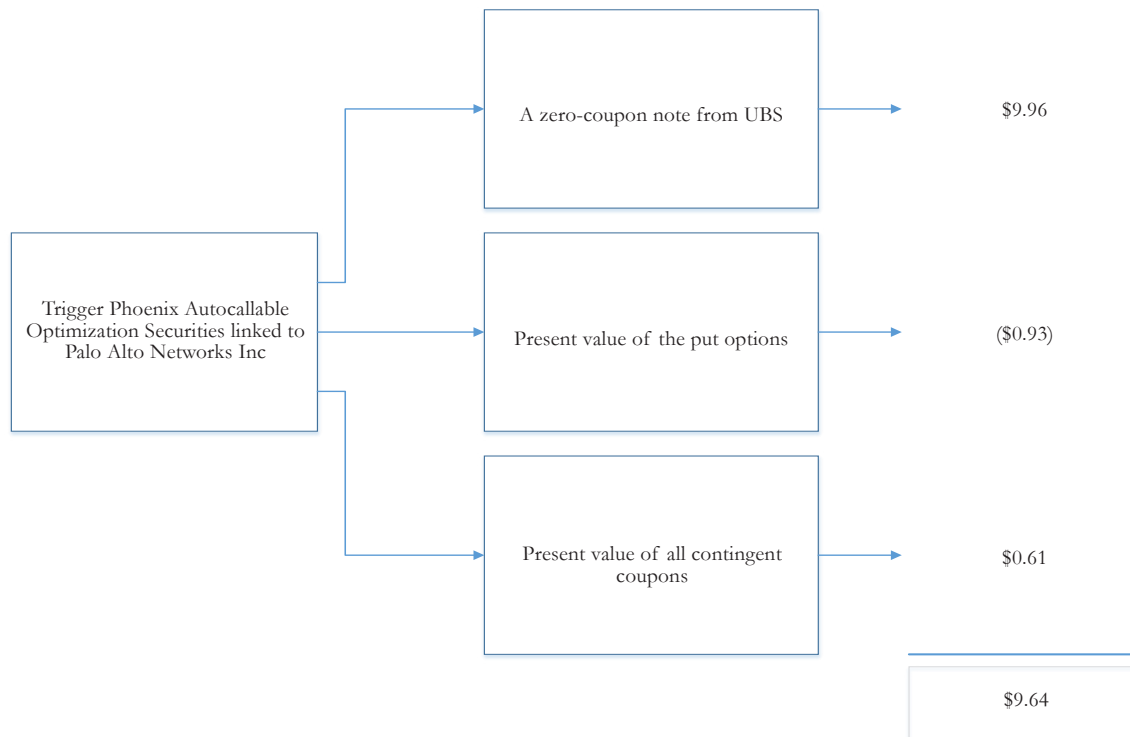 A zero-coupon note from UBS
$9.96
Trigger Phoenix Autocallable
Optimization Securities linked to
Palo Alto Networks Inc
Present value of the put options
($0.93)
Present value of all contingent
coupons
$0.61
$9.64